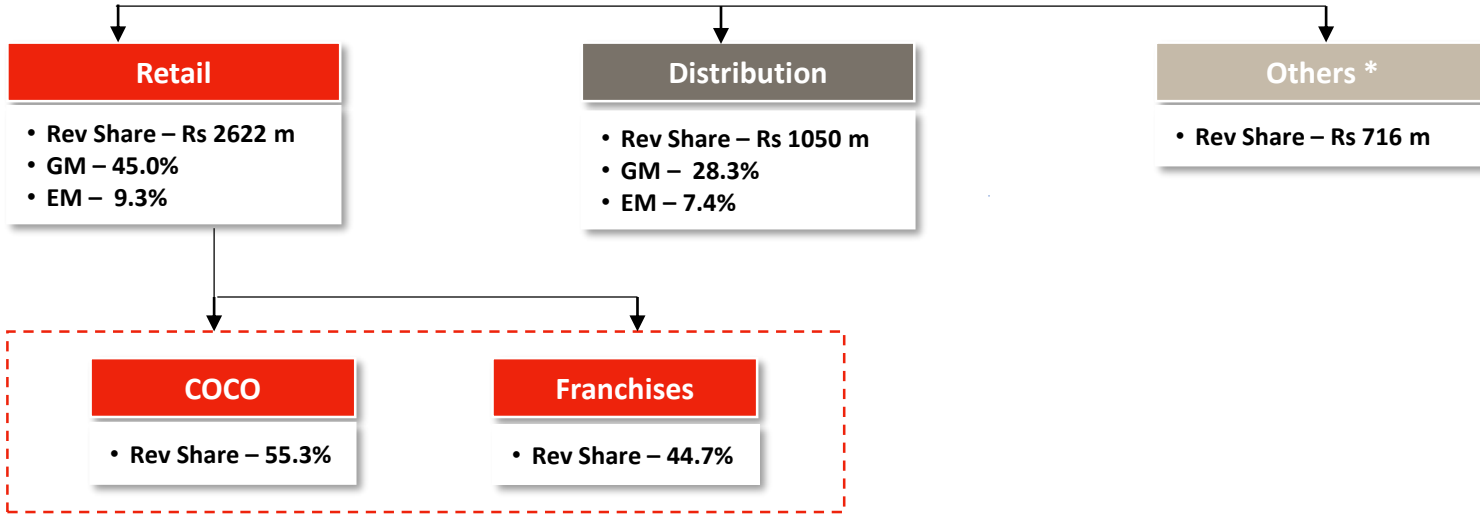 Retail
• Rev Share – Rs 2622 m
• GM – 45.0%
• EM – 9.3%
Distribution
• Rev Share – Rs 1050 m
• GM – 28.3%
• EM – 7.4%
Others *
• Rev Share – Rs 716 m
COCO
• Rev Share – 55.3%
Franchises
• Rev Share – 44.7%